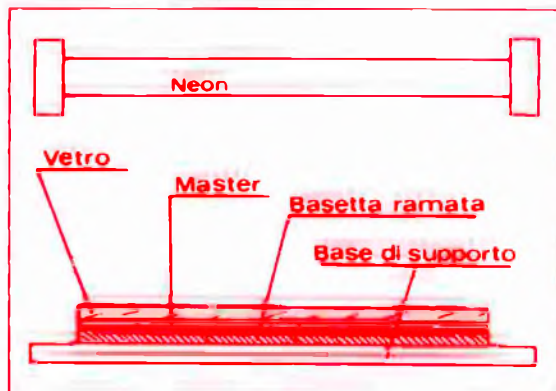 Neon
Vetro
Master
Basetta ramata
Base di supporto